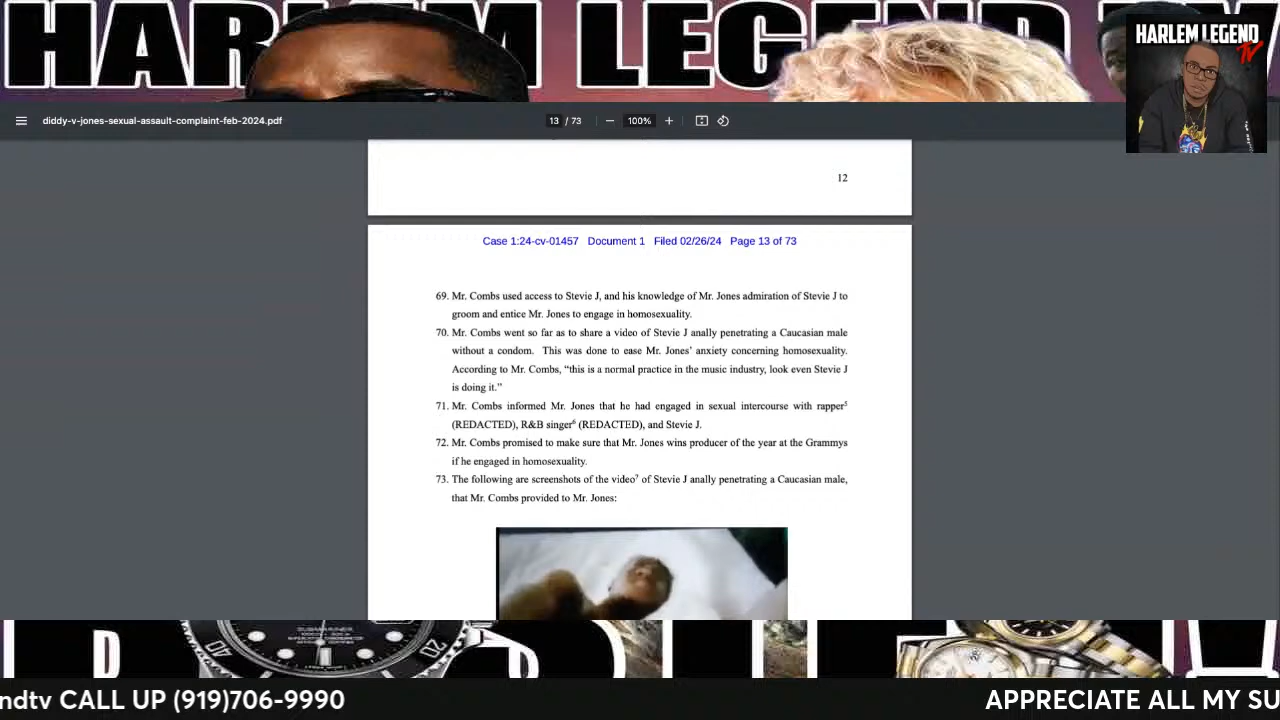 HARLEM LEGEND TV
HARLEM LEGEND
TV
diddy-v-jones-sexual-assault-complaint-feb-2024.pdf
13 / 73
100%
12
Case 1:24-cv-01457 Document 1 Filed 02/26/24 Page 13 of 73
69. Mr. Combs used access to Stevie J, and his knowledge of Mr. Jones admiration of Stevie J to
groom and entice Mr. Jones to engage in homosexuality.
70. Mr. Combs went so far as to share a video of Stevie J anally penetrating a Caucasian male
without a condom. This was done to ease Mr. Jones' anxiety concerning homosexuality.
According to Mr. Combs, “this is a normal practice in the music industry, look even Stevie J
is doing it.”
71. Mr. Combs informed Mr. Jones that he had engaged in sexual intercourse with rapper⁵
(REDACTED), R&B singer⁶ (REDACTED), and Stevie J.
72. Mr. Combs promised to make sure that Mr. Jones wins producer of the year at the Grammys
if he engaged in homosexuality.
73. The following are screenshots of the video⁷ of Stevie J anally penetrating a Caucasian male,
that Mr. Combs provided to Mr. Jones:
ndtv CALL UP (919)706-9990
APPRECIATE ALL MY SU